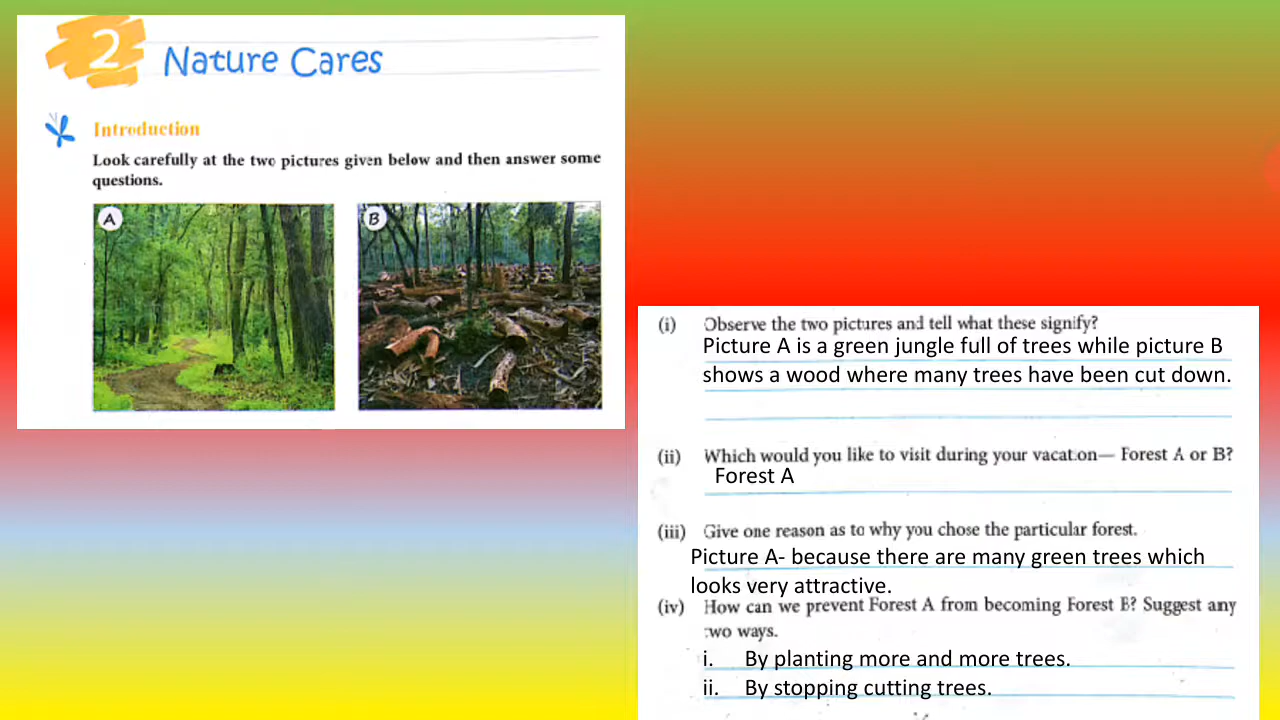 2
Nature Cares
Introduction
Look carefully at the two pictures given below and then answer some
questions.
A
B
(i) Observe the two pictures and tell what these signify?
Picture A is a green jungle full of trees while picture B
shows a wood where many trees have been cut down.
(ii) Which would you like to visit during your vacation— Forest A or B?
Forest A
(iii) Give one reason as to why you chose the particular forest.
Picture A- because there are many green trees which
looks very attractive.
(iv) How can we prevent Forest A from becoming Forest B? Suggest any
two ways.
i. By planting more and more trees.
ii. By stopping cutting trees.